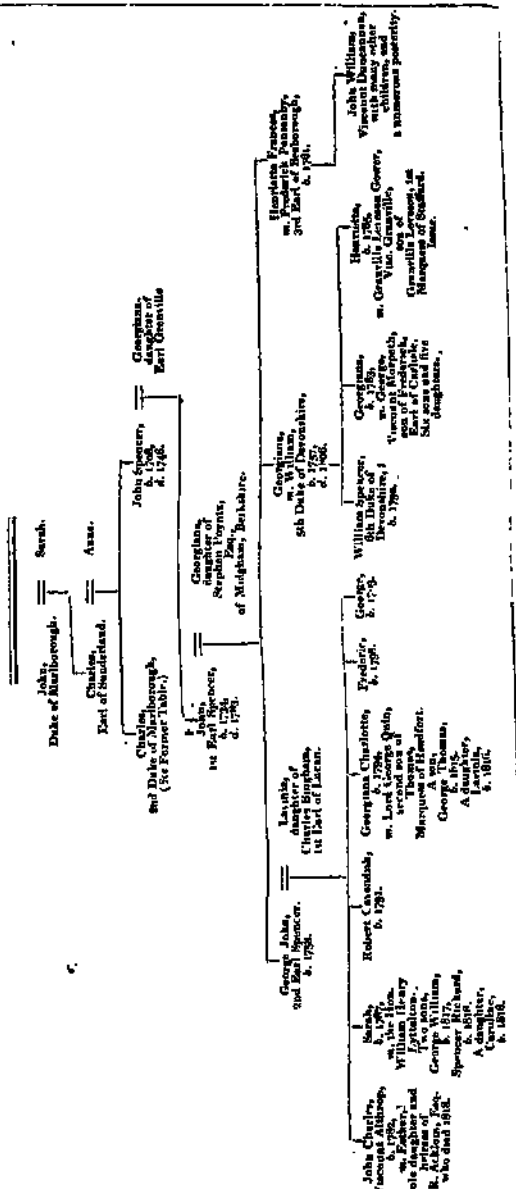 John,
Duke of Marlborough.
Sarah.
Charles,
Earl of Sunderland.
Anne.
Charles,
2nd Duke of Marlborough,
(See Former Table.)
John Spencer,
b. 1708,
d. 1746.
Georgiana,
daughter of
Earl Granville
John,
1st Earl Spencer,
b. 1734,
d. 1783.
Georgiana,
daughter of
Stephen Poyntz,
Esq.,
of Midgham, Berkshire.
George John,
2nd Earl Spencer,
b. 1758.
Lavinia,
daughter of
Charles Bingham,
1st Earl of Lucan.
Georgiana,
m. William,
5th Duke of Devonshire,
b. 1757,
d. 1806.
Henrietta Frances,
m. Frederick Ponsonby,
3rd Earl of Besborough,
b. 1761.
John Charles,
Viscount Althrop,
b. 1782,
m. Esther,
sole daughter and
heiress of
R. Acklom, Esq.
who died 1818.
Sarah,
b. 1787,
m. the Hon.
William Henry
Lyttelton.
Two sons,
George William,
b. 1817,
Spencer Richard,
b. 1818.
A daughter,
Caroline,
b. 1816.
Robert Cavendish,
b. 1791.
Georgiana Charlotte,
b. 1794,
m. Lord George Quin,
second son of
Thomas,
Marquess of Headfort.
A son,
George Thomas,
b. 1815.
A daughter,
Lavinia,
b. 1816.
Frederic,
b. 1798.
George,
William Spencer,
6th Duke of
Devonshire,
b. 1790.
Georgiana,
b. 1783,
m. George,
Viscount Morpeth,
son of Frederick,
Earl of Carlisle.
Six sons and five
daughters.
Henrietta,
b. 1785,
m. Granville Leveson Gower,
Visc. Granville,
son of
Granville Leveson, 1st
Marquess of Stafford.
Issue.
John William,
Viscount Duncannon,
with many other
children, and
a numerous posterity.